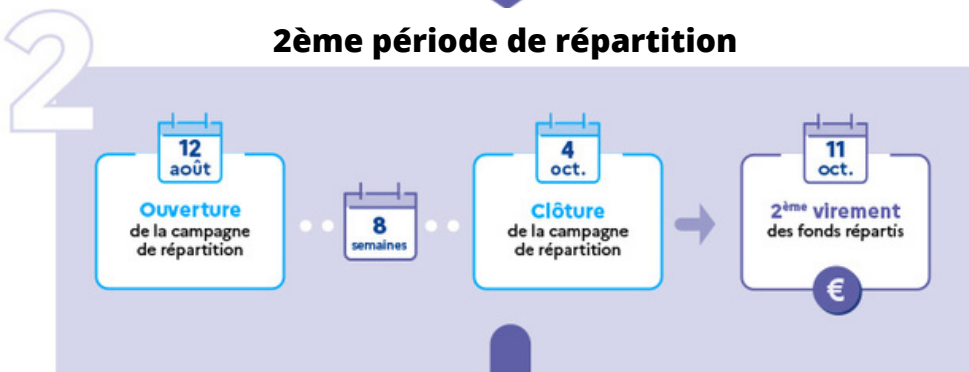 2
2ème période de répartition
12
août
Ouverture
de la campagne
de répartition
8
semaines
4
oct.
Clôture
de la campagne
de répartition
11
oct.
2ème virement
des fonds répartis
€